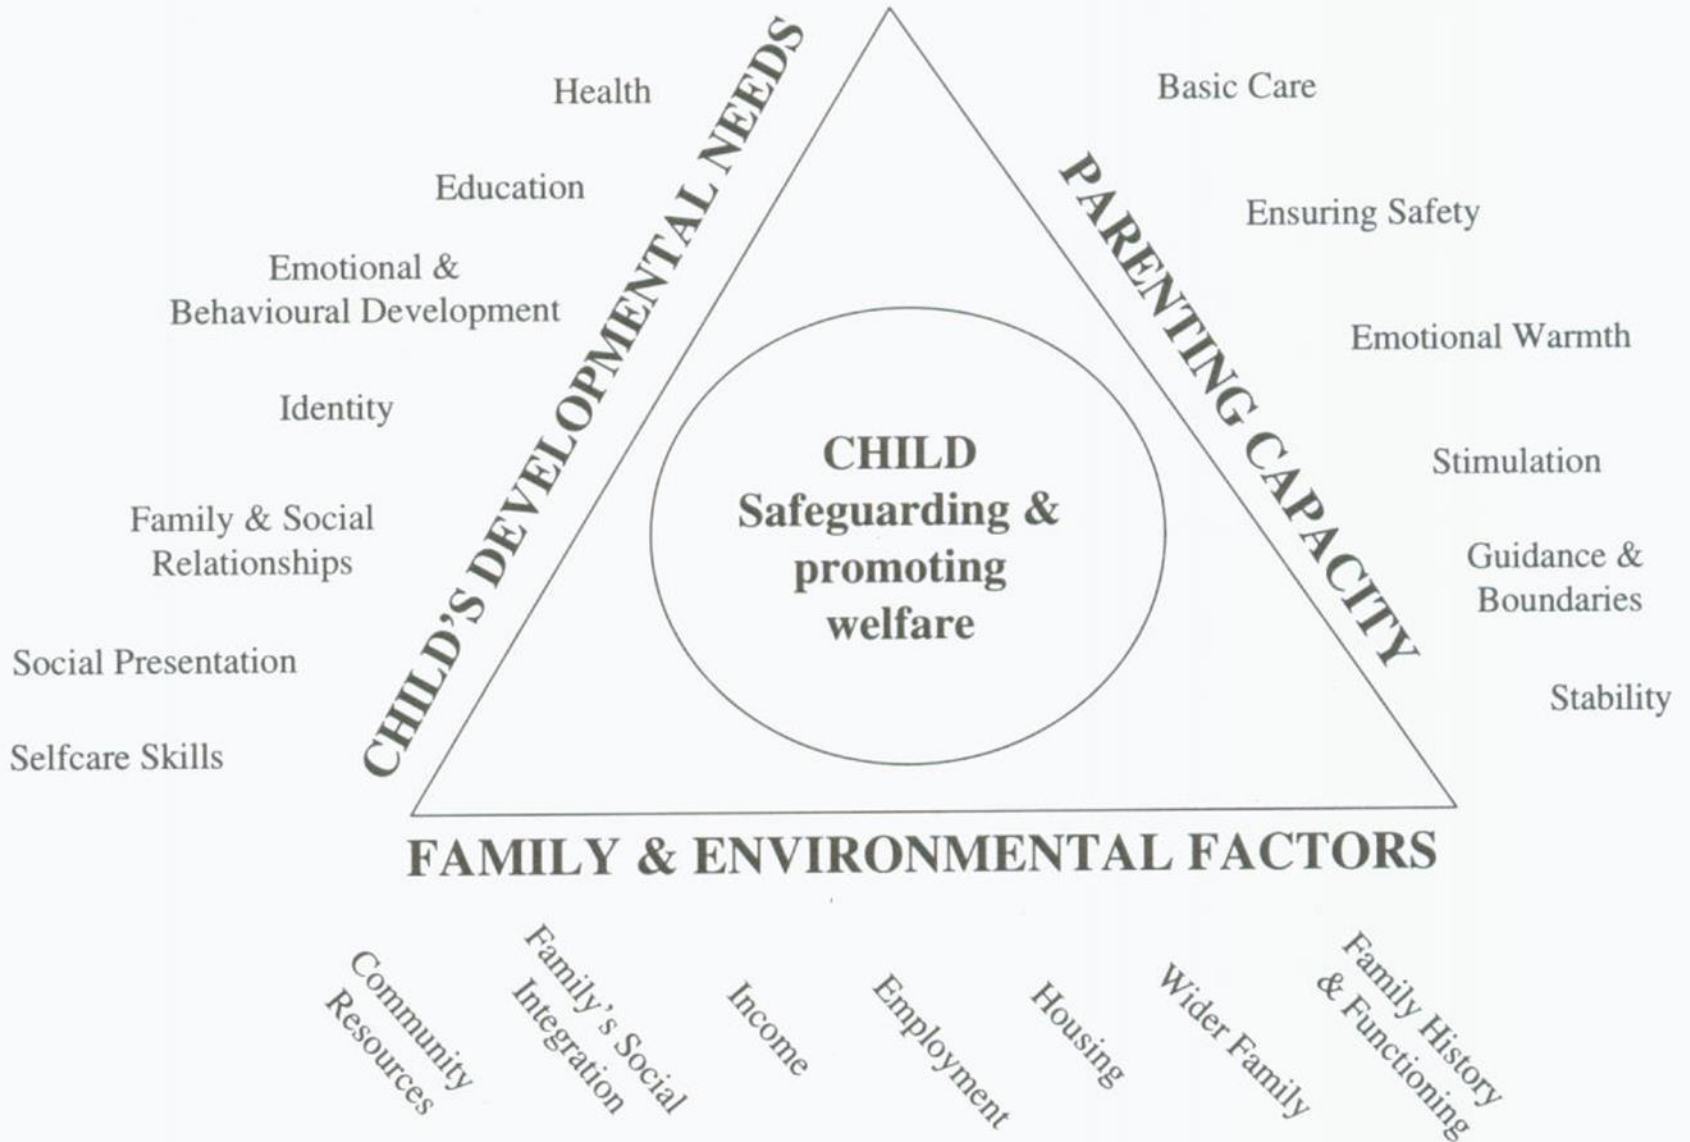 Health
Education
Emotional &
Behavioural Development
Identity
Family & Social
Relationships
Social Presentation
Selfcare Skills
CHILD'S DEVELOPMENTAL NEEDS
CHILD
Safeguarding &
promoting
welfare
PARENTING CAPACITY
Basic Care
Ensuring Safety
Emotional Warmth
Stimulation
Guidance &
Boundaries
Stability
FAMILY & ENVIRONMENTAL FACTORS
Community
Resources
Family's Social
Integration
Income
Employment
Housing
Wider Family
Family History
& Functioning